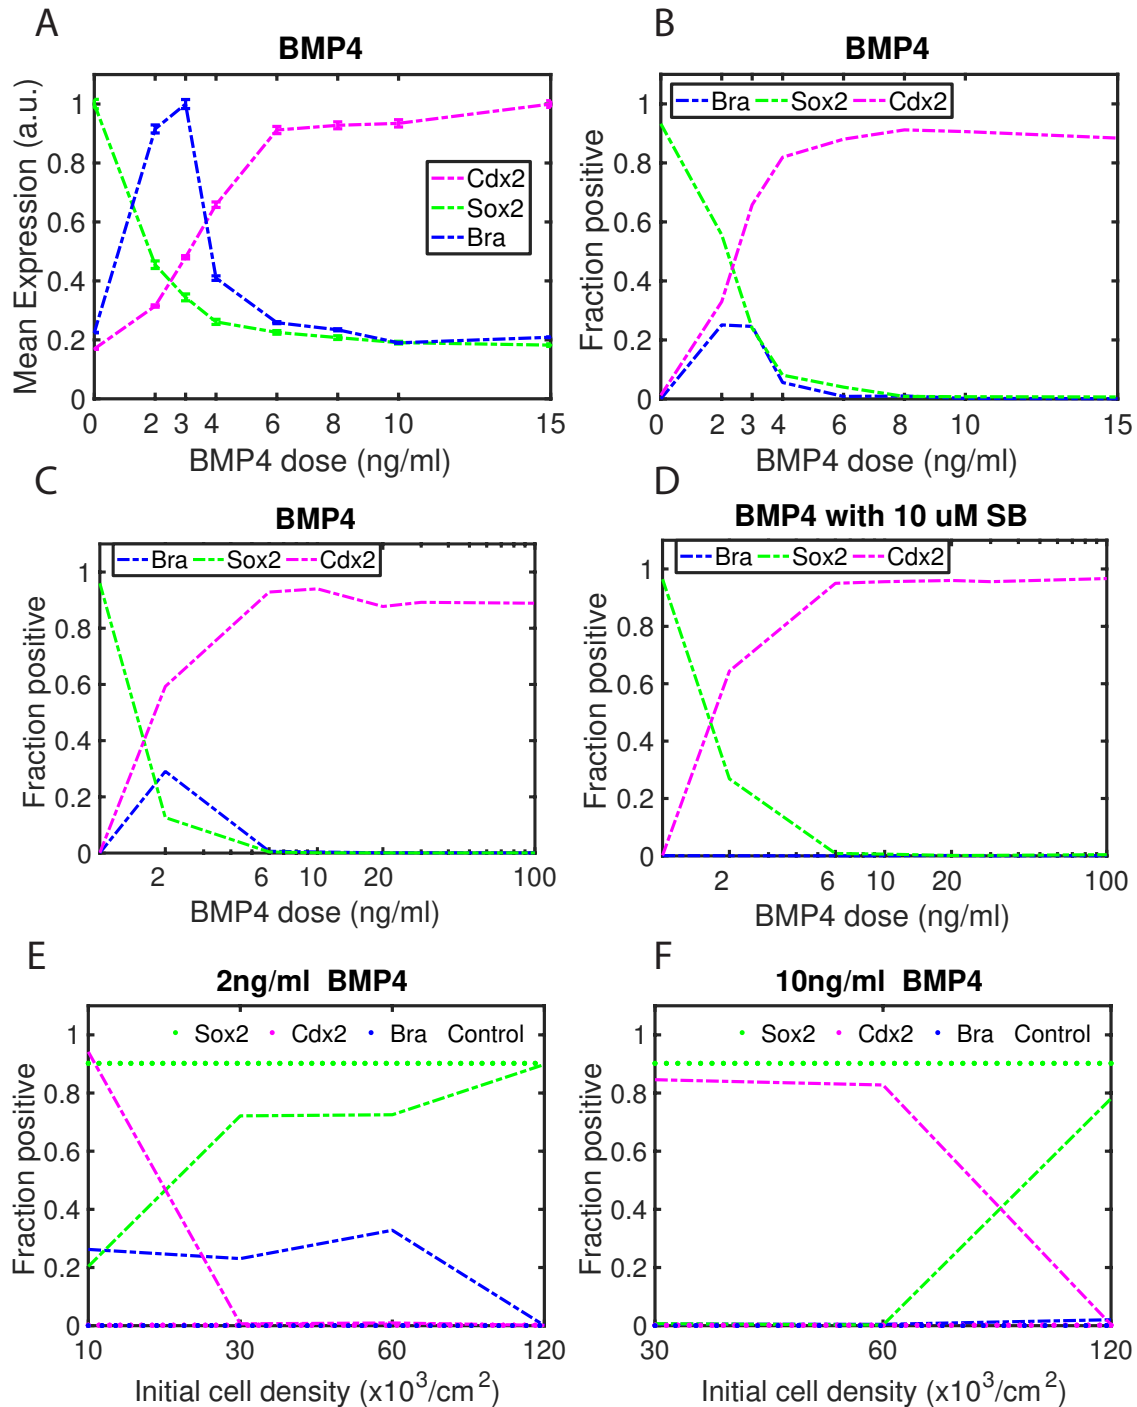 A
BMP4
Mean Expression (a.u.)
1
0.8
0.6
0.4
0.2
0
Cdx2
Sox2
Bra
0 2 3 4 6 8 10 15
BMP4 dose (ng/ml)
B
BMP4
Fraction positive
Bra Sox2 Cdx2
1
0.8
0.6
0.4
0.2
0
0 2 3 4 6 8 10 15
BMP4 dose (ng/ml)
C
BMP4
Fraction positive
Bra Sox2 Cdx2
1
0.8
0.6
0.4
0.2
0
2 6 10 20 100
BMP4 dose (ng/ml)
D
BMP4 with 10 uM SB
Fraction positive
Bra Sox2 Cdx2
1
0.8
0.6
0.4
0.2
0
2 6 10 20 100
BMP4 dose (ng/ml)
E
2ng/ml BMP4
Fraction positive
Sox2 Cdx2 Bra Control
1
0.8
0.6
0.4
0.2
0
10 30 60 120
Initial cell density (x10³/cm²)
F
10ng/ml BMP4
Fraction positive
Sox2 Cdx2 Bra Control
1
0.8
0.6
0.4
0.2
0
30 60 120
Initial cell density (x10³/cm²)